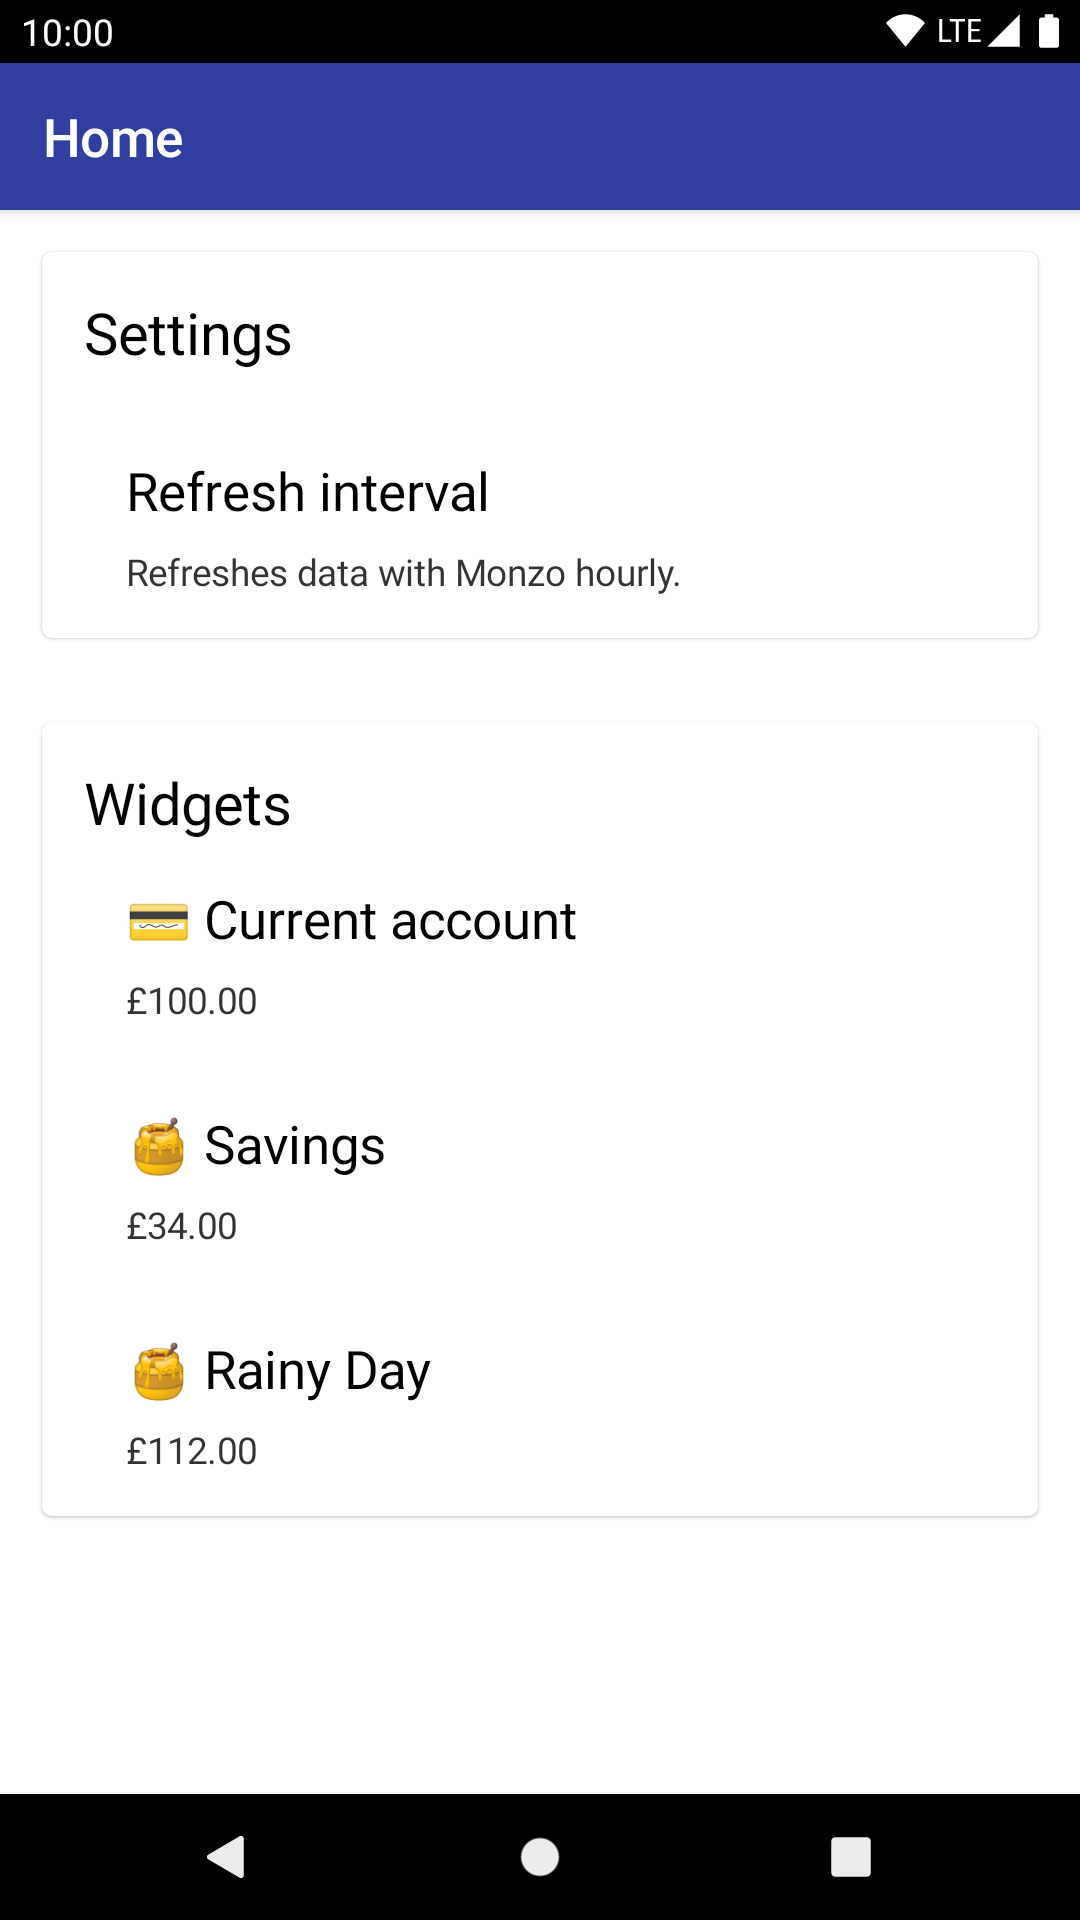 10:00
LTE
Home
Settings
Refresh interval
Refreshes data with Monzo hourly.
Widgets
💳 Current account
£100.00
🍯 Savings
£34.00
🍯 Rainy Day
£112.00